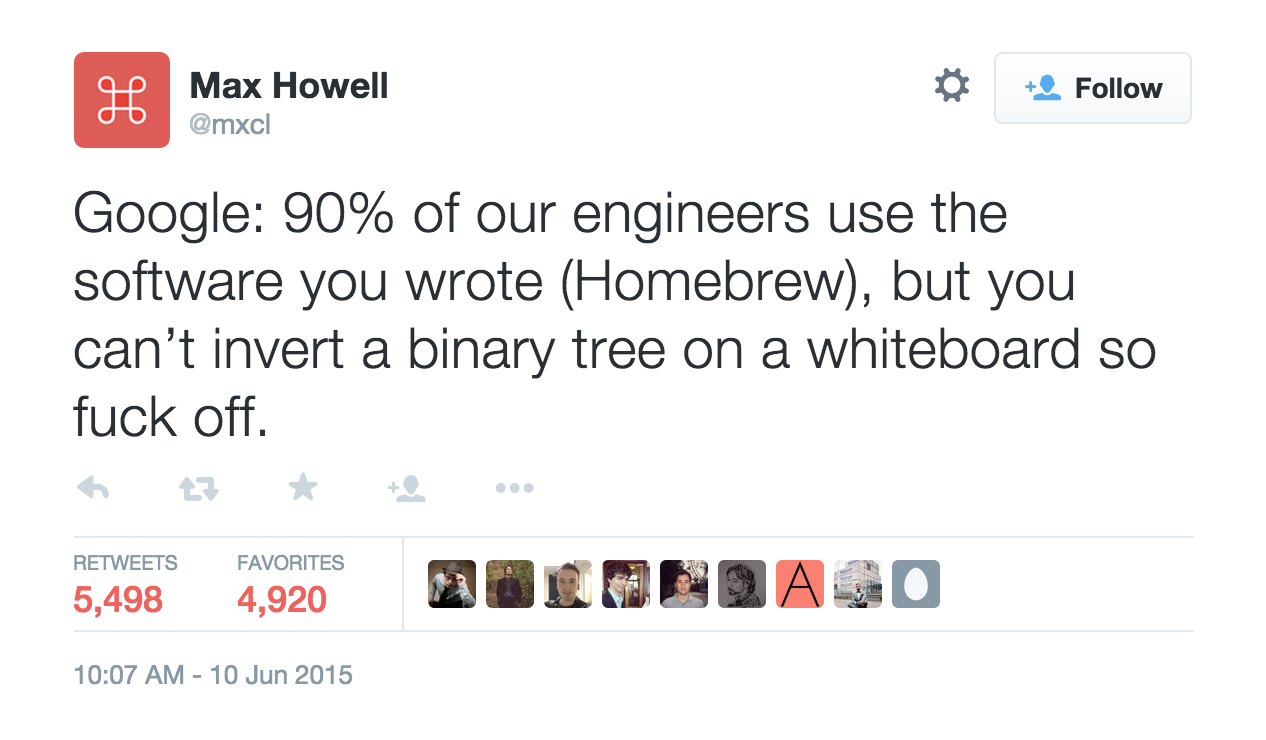 Max Howell
@mxcl
Follow
Google: 90% of our engineers use the
software you wrote (Homebrew), but you
can’t invert a binary tree on a whiteboard so
fuck off.
RETWEETS FAVORITES
5,498 4,920
A
10:07 AM - 10 Jun 2015